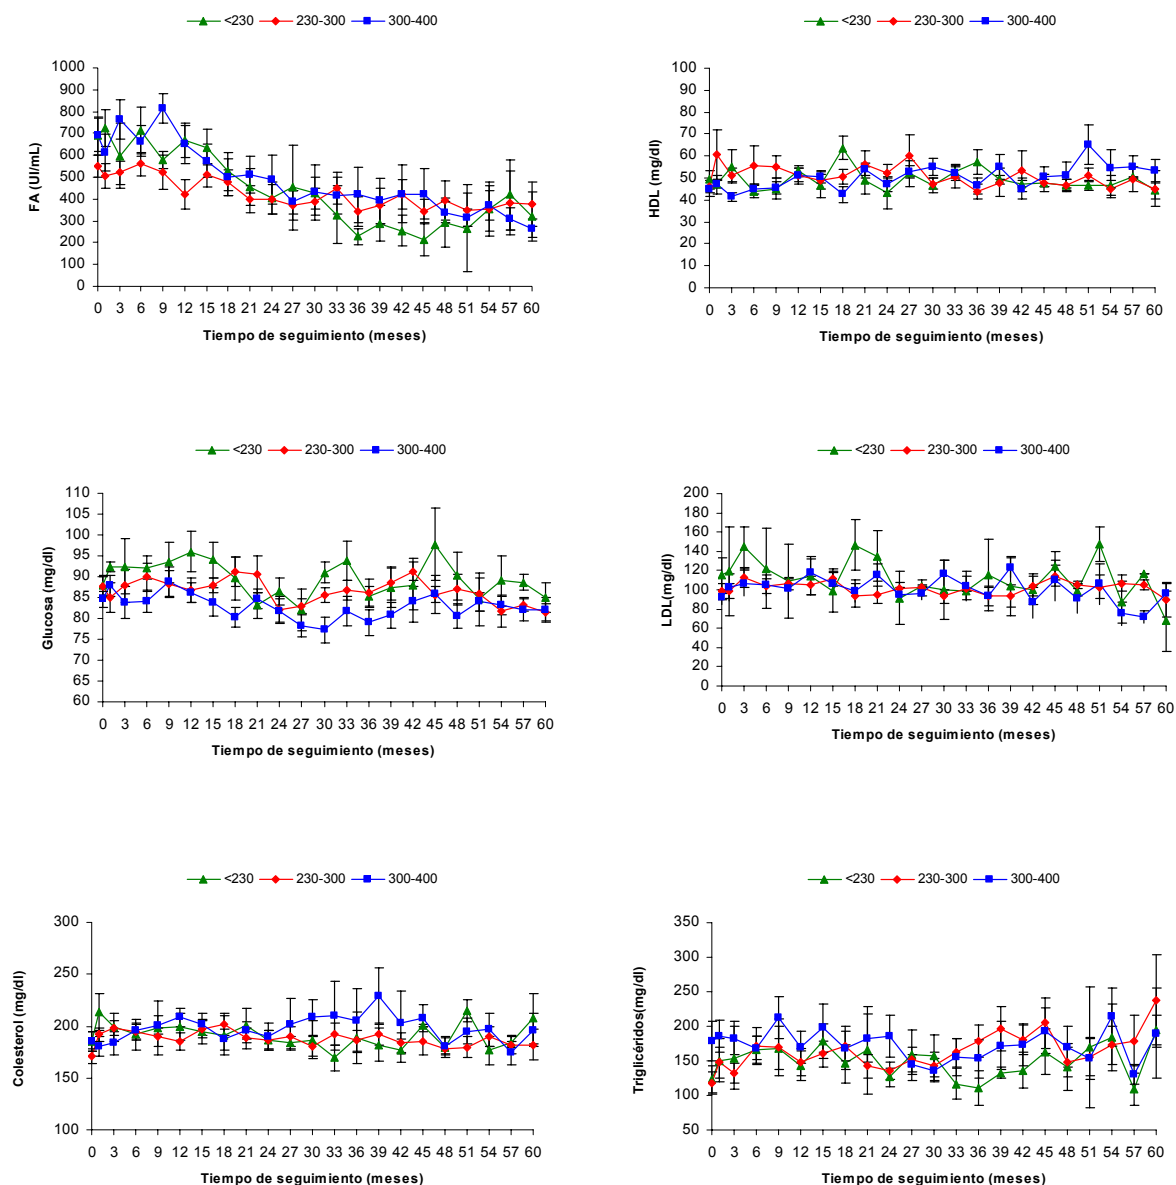 <230 230-300 300-400
FA (UI/mL)
1000
900
800
700
600
500
400
300
200
100
0
0 3 6 9 12 15 18 21 24 27 30 33 36 39 42 45 48 51 54 57 60
Tiempo de seguimiento (meses)
<230 230-300 300-400
HDL (mg/dl)
100
90
80
70
60
50
40
30
20
10
0
0 3 6 9 12 15 18 21 24 27 30 33 36 39 42 45 48 51 54 57 60
Tiempo de seguimiento (meses)
<230 230-300 300-400
Glucosa (mg/dl)
110
105
100
95
90
85
80
75
70
65
60
0 3 6 9 12 15 18 21 24 27 30 33 36 39 42 45 48 51 54 57 60
Tiempo de seguimiento (meses)
<230 230-300 300-400
LDL(mg/dl)
200
180
160
140
120
100
80
60
40
20
0
0 3 6 9 12 15 18 21 24 27 30 33 36 39 42 45 48 51 54 57 60
Tiempo de seguimiento (meses)
<230 230-300 300-400
Colesterol (mg/dl)
300
250
200
150
100
0 3 6 9 12 15 18 21 24 27 30 33 36 39 42 45 48 51 54 57 60
Tiempo de seguimiento (meses)
<230 230-300 300-400
Triglicéridos(mg/dl)
350
300
250
200
150
100
50
0 3 6 9 12 15 18 21 24 27 30 33 36 39 42 45 48 51 54 57 60
Tiempo de seguimiento (meses)